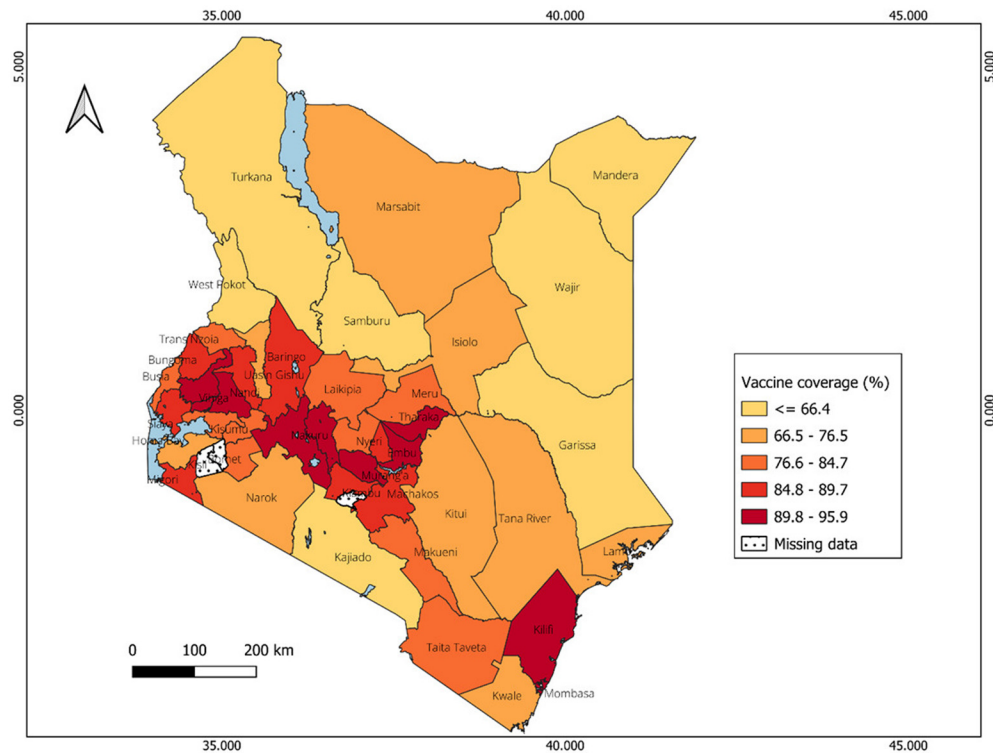 35.000 40.000 45.000
5.000 5.000
Mandera
Turkana
Marsabit
West Pokot
Wajir
Samburu
Isiolo
Trans Nzoia
Baringo
Bungoma
Uasin Gishu
Busia
Laikipia
Meru
Nandi
Vihiga
Tharaka
0.000 0.000
Siaya
Kisumu
Nakuru
Nyeri
Homa Bay
Embu
Garissa
Kisii
Murang'a
Migori
Kiambu
Machakos
Narok
Kitui
Tana River
Makueni
Kajiado
Kilifi
Taita Taveta
Kwale
Mombasa
Vaccine coverage (%)
<= 66.4
66.5 - 76.5
76.6 - 84.7
84.8 - 89.7
89.8 - 95.9
Missing data
0 100 200 km
35.000 40.000 45.000